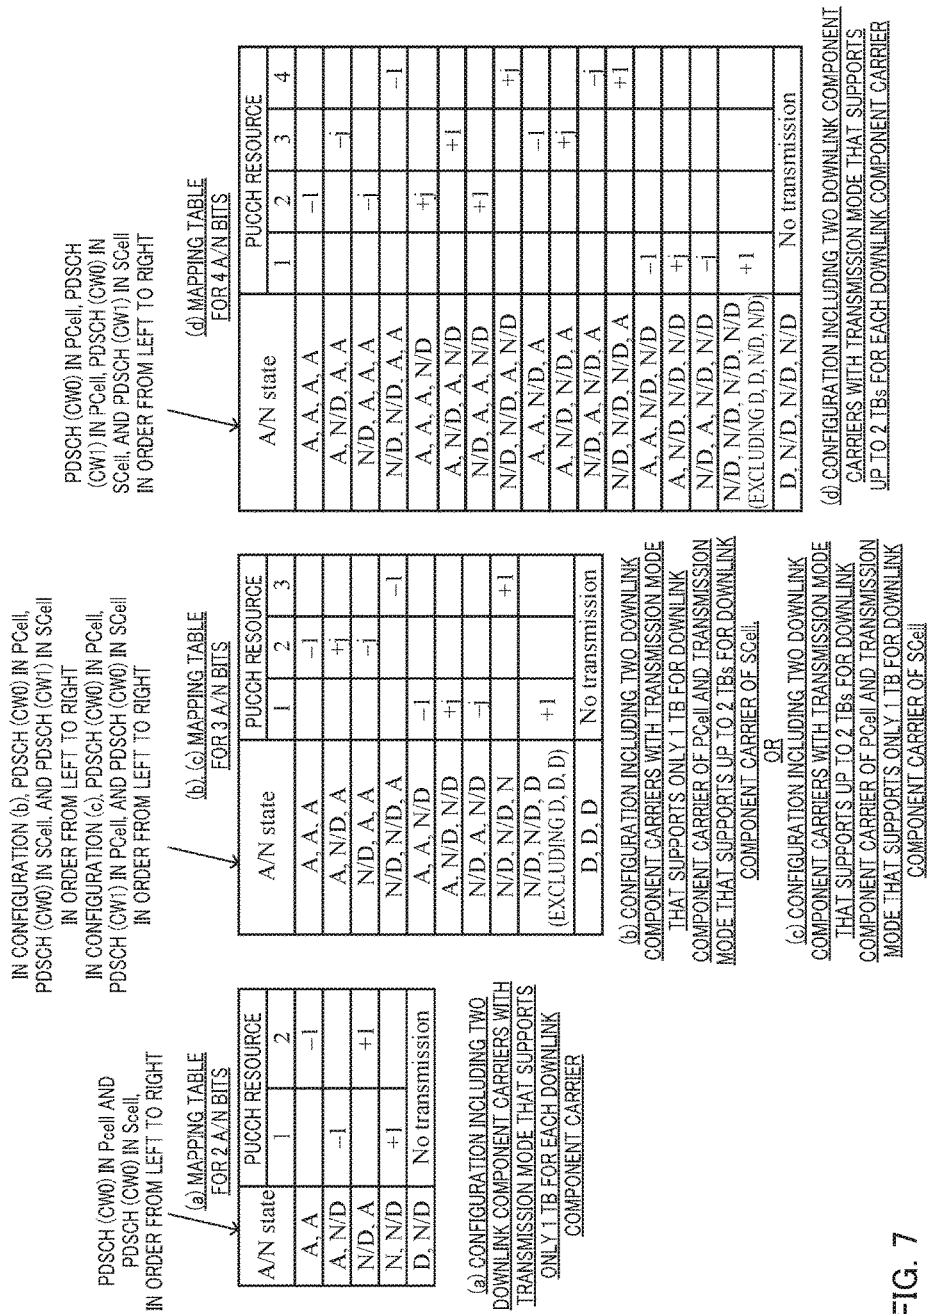 PDSCH (CW0) IN Pcell AND
PDSCH (CW0) IN Scell,
IN ORDER FROM LEFT TO RIGHT
(a) MAPPING TABLE
FOR 2 A/N BITS
A/N state PUCCH RESOURCE
1 2
A, A −1
A, N/D −1
N/D, A +1
N, N/D +1
D, N/D No transmission
(a) CONFIGURATION INCLUDING TWO
DOWNLINK COMPONENT CARRIERS WITH
TRANSMISSION MODE THAT SUPPORTS
ONLY 1 TB FOR EACH DOWNLINK
COMPONENT CARRIER
IN CONFIGURATION (b), PDSCH (CW0) IN PCell,
PDSCH (CW0) IN SCell, AND PDSCH (CW1) IN SCell
IN ORDER FROM LEFT TO RIGHT
IN CONFIGURATION (c), PDSCH (CW0) IN PCell,
PDSCH (CW1) IN PCell, AND PDSCH (CW0) IN SCell
IN ORDER FROM LEFT TO RIGHT
(b), (c) MAPPING TABLE
FOR 3 A/N BITS
A/N state PUCCH RESOURCE
1 2 3
A, A, A −1
A, N/D, A +j
N/D, A, A −j
N/D, N/D, A −1
A, A, N/D −1
A, N/D, N/D +j
N/D, A, N/D −j
N/D, N/D, N +1
N/D, N/D, D
(EXCLUDING D, D, D) +1
D, D, D No transmission
(b) CONFIGURATION INCLUDING TWO DOWNLINK
COMPONENT CARRIERS WITH TRANSMISSION MODE
THAT SUPPORTS ONLY 1 TB FOR DOWNLINK
COMPONENT CARRIER OF PCell AND TRANSMISSION
MODE THAT SUPPORTS UP TO 2 TBs FOR DOWNLINK
COMPONENT CARRIER OF SCell.
OR
(c) CONFIGURATION INCLUDING TWO DOWNLINK
COMPONENT CARRIERS WITH TRANSMISSION MODE
THAT SUPPORTS UP TO 2 TBs FOR DOWNLINK
COMPONENT CARRIER OF PCell AND TRANSMISSION
MODE THAT SUPPORTS ONLY 1 TB FOR DOWNLINK
COMPONENT CARRIER OF SCell
PDSCH (CW0) IN PCell, PDSCH
(CW1) IN PCell, PDSCH (CW0) IN
SCell, AND PDSCH (CW1) IN SCell
IN ORDER FROM LEFT TO RIGHT
(d) MAPPING TABLE
FOR 4 A/N BITS
A/N state PUCCH RESOURCE
1 2 3 4
A, A, A, A −1
A, N/D, A, A −j
N/D, A, A, A −j
N/D, N/D, A, A −1
A, A, A, N/D +j
A, N/D, A, N/D +1
N/D, A, A, N/D +1
N/D, N/D, A, N/D +j
A, A, N/D, A −1
A, N/D, N/D, A +j
N/D, A, N/D, A −j
N/D, N/D, N/D, A +1
A, A, N/D, N/D −1
A, N/D, N/D, N/D +j
N/D, A, N/D, N/D −j
N/D, N/D, N/D, N/D
(EXCLUDING D, D, N/D, N/D) +1
D, N/D, N/D, N/D No transmission
(d) CONFIGURATION INCLUDING TWO DOWNLINK COMPONENT
CARRIERS WITH TRANSMISSION MODE THAT SUPPORTS
UP TO 2 TBs FOR EACH DOWNLINK COMPONENT CARRIER
FIG. 7